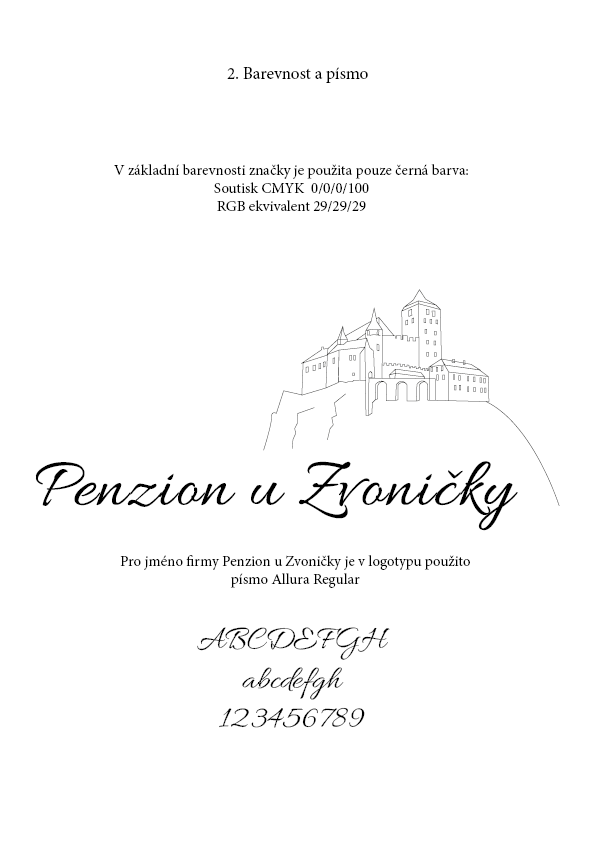 2. Barevnost a písmo
V základní barevnosti značky je použita pouze černá barva:
Soutisk CMYK 0/0/0/100
RGB ekvivalent 29/29/29
Penzion u Zvoničky
Pro jméno firmy Penzion u Zvoničky je v logotypu použito
písmo Allura Regular
ABCDEFGH
abcdefgh
123456789